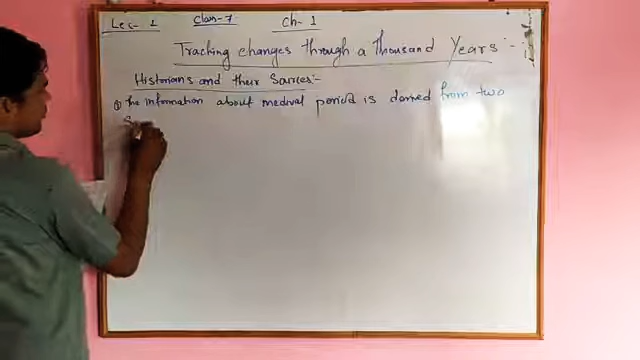 Lec- 1 Class-7 Ch- 1
Tracking changes through a thousand Years:-
Historians and their Sources:-
① The information about medival period is derived from two
S